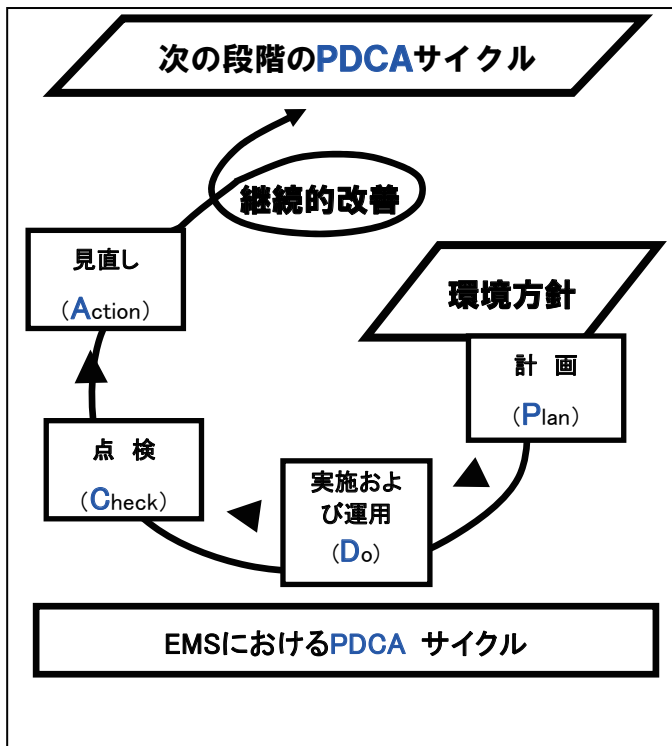 次の段階のPDCAサイクル
継続的改善
見直し
(Action)
環境方針
計 画
(Plan)
点 検
(Check)
実施およ
び運用
(Do)
EMSにおけるPDCA サイクル